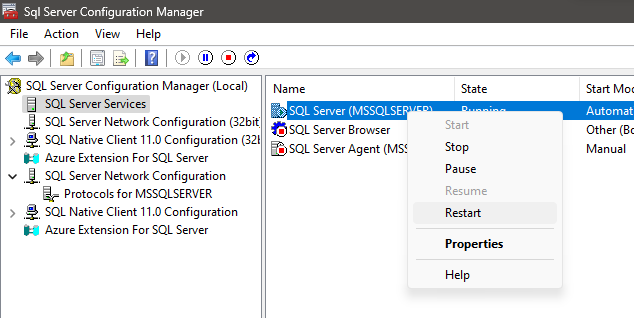 Sql Server Configuration Manager
File Action View Help
SQL Server Configuration Manager (Local)
SQL Server Services
SQL Server Network Configuration (32bit)
SQL Native Client 11.0 Configuration (32
Azure Extension For SQL Server
SQL Server Network Configuration
Protocols for MSSQLSERVER
SQL Native Client 11.0 Configuration
Azure Extension For SQL Server
Name State Start Mo
SQL Server (MSSQLSERVER) Running Automat
SQL Server Browser Other (Bo
SQL Server Agent (MSS Manual
Start
Stop
Pause
Resume
Restart
Properties
Help